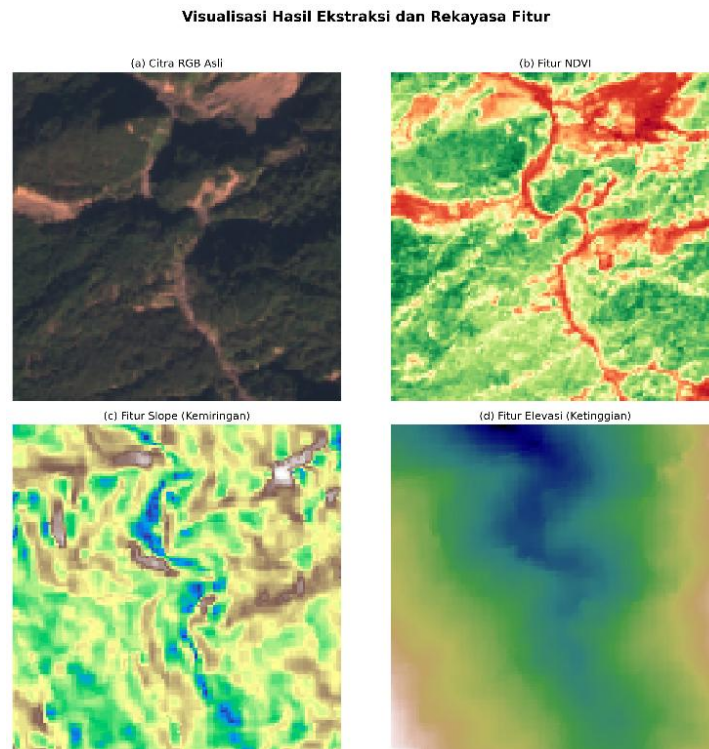 Visualisasi Hasil Ekstraksi dan Rekayasa Fitur
(a) Citra RGB Asli
(b) Fitur NDVI
(c) Fitur Slope (Kemiringan)
(d) Fitur Elevasi (Ketinggian)